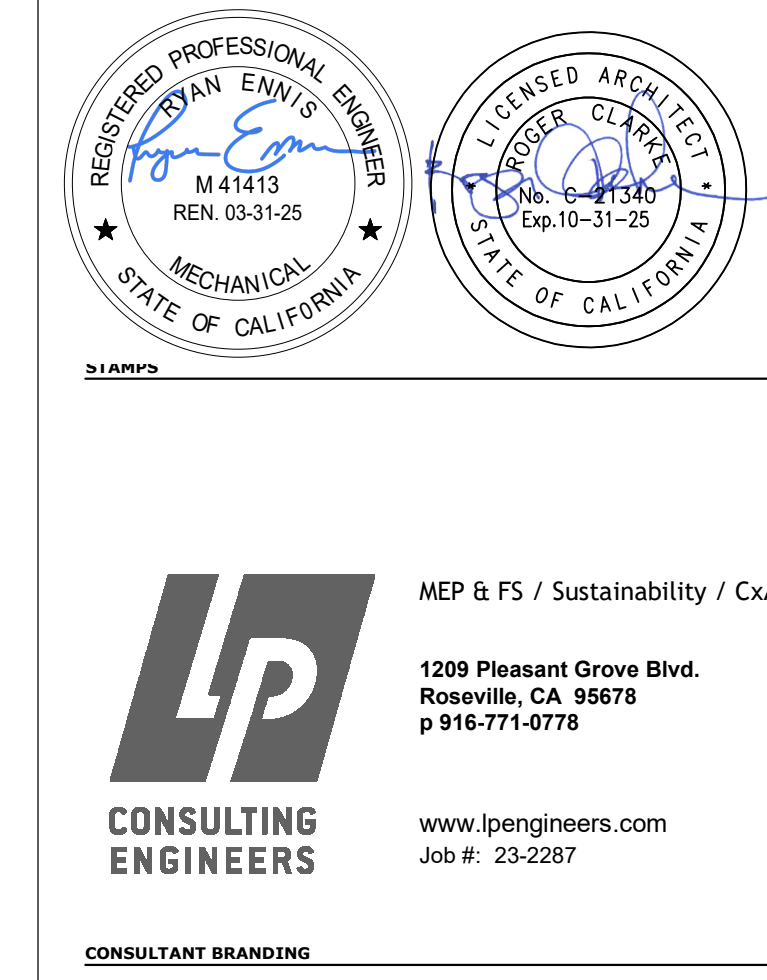 REGISTERED PROFESSIONAL ENGINEER
RYAN ENNIS
M 41413
REN. 03-31-25
MECHANICAL
STATE OF CALIFORNIA
LICENSED ARCHITECT
ROGER CLARKE
No. C-21340
Exp.10-31-25
STATE OF CALIFORNIA
STAMPS
MEP & FS / Sustainability / Cx
1209 Pleasant Grove Blvd.
Roseville, CA 95678
p 916-771-0778
LP
CONSULTING
ENGINEERS
www.lpengineers.com
Job #: 23-2287
CONSULTANT BRANDING